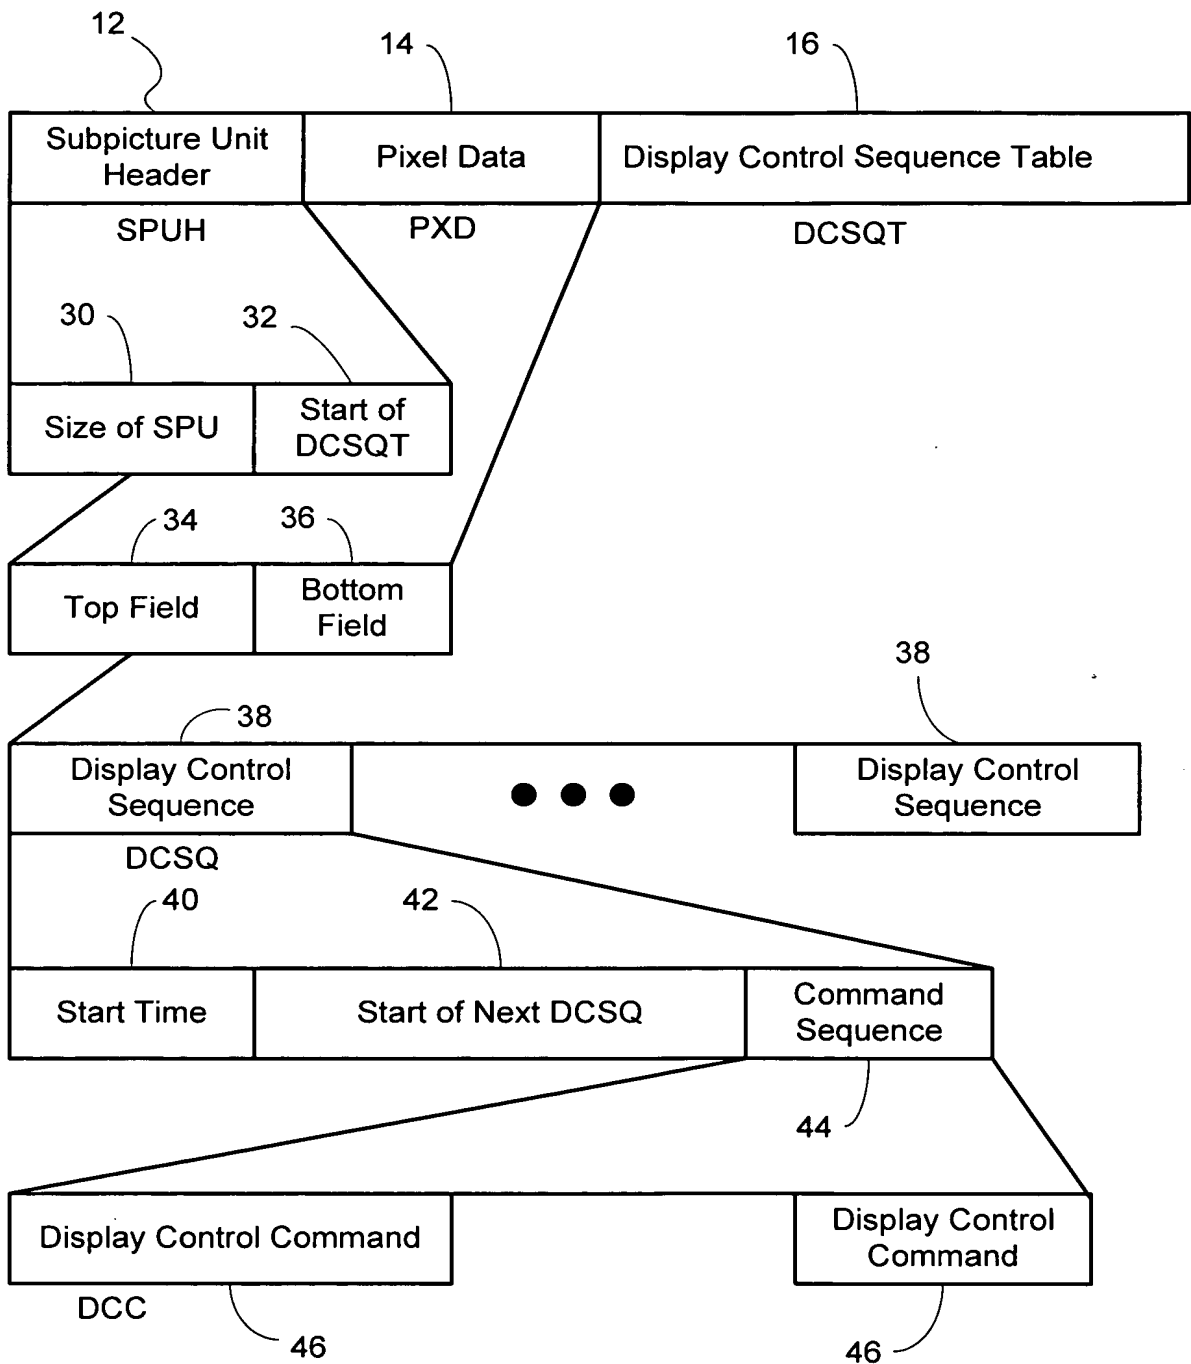 12
14
16
Subpicture Unit
Header
Pixel Data
Display Control Sequence Table
SPUH
PXD
DCSQT
30
32
Size of SPU
Start of
DCSQT
34
36
Top Field
Bottom
Field
38
38
Display Control
Sequence
Display Control
Sequence
DCSQ
40
42
Start Time
Start of Next DCSQ
Command
Sequence
44
Display Control Command
Display Control
Command
DCC
46
46